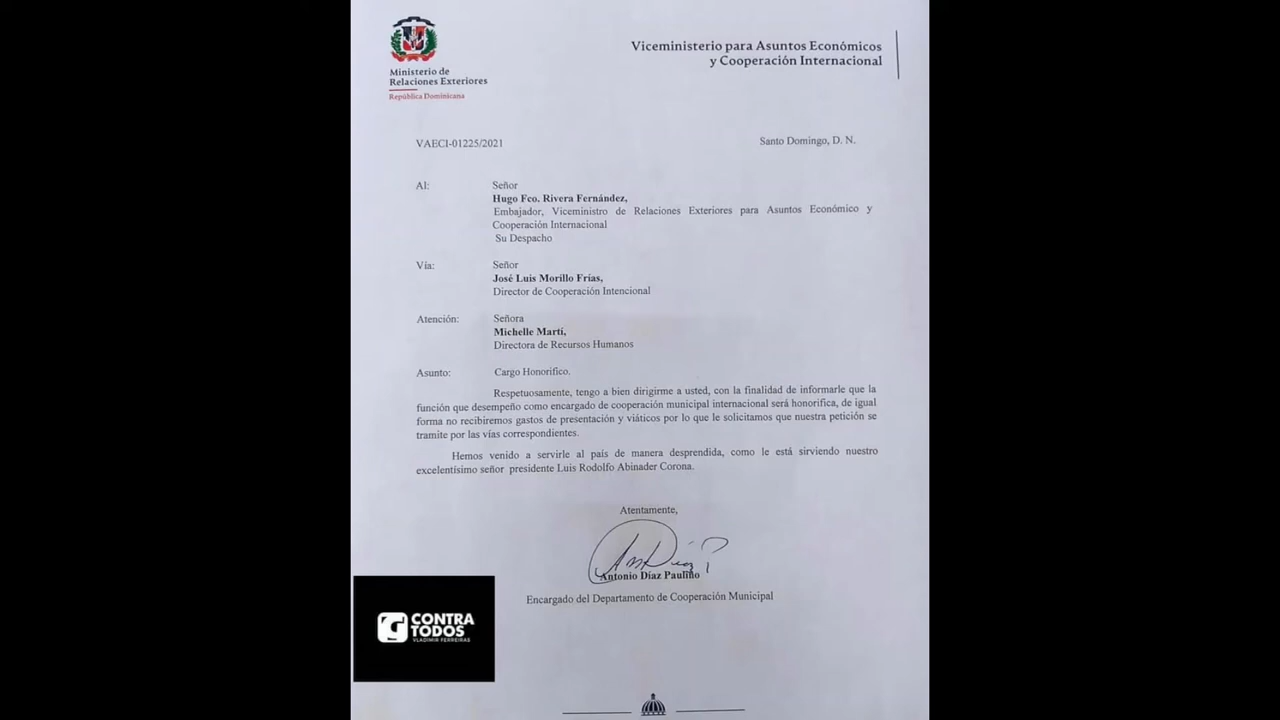 Ministerio de
Relaciones Exteriores
República Dominicana
Viceministerio para Asuntos Económicos
y Cooperación Internacional
VAECI-01225/2021
Santo Domingo, D. N.
Al: Señor
Hugo Fco. Rivera Fernández,
Embajador, Viceministro de Relaciones Exteriores para Asuntos Económico y
Cooperación Internacional
Su Despacho
Vía: Señor
José Luis Morillo Frías,
Director de Cooperación Intencional
Atención: Señora
Michelle Martí,
Directora de Recursos Humanos
Asunto: Cargo Honorifico.
Respetuosamente, tengo a bien dirigirme a usted, con la finalidad de informarle que la
función que desempeño como encargado de cooperación municipal internacional será honorifica, de igual
forma no recibiremos gastos de presentación y viáticos por lo que le solicitamos que nuestra petición se
tramite por las vías correspondientes.
Hemos venido a servirle al país de manera desprendida, como le está sirviendo nuestro
excelentísimo señor presidente Luis Rodolfo Abinader Corona.
Atentamente,
Antonio Díaz Paulino
Encargado del Departamento de Cooperación Municipal
CONTRA
TODOS
VLADIMIR FERREIRAS